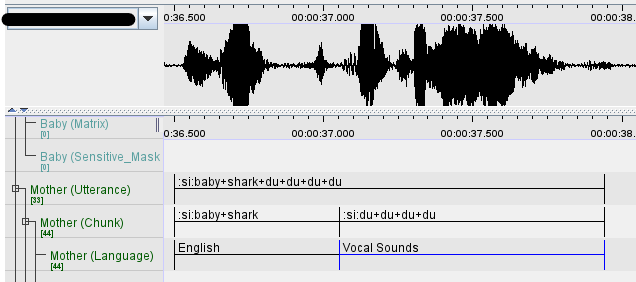 0:36.500 00:00:37.000 00:00:37.500 00:00:38.
Baby (Matrix) 0:36.500 00:00:37.000 00:00:37.500 00:00:38.
[0]
Baby (Sensitive_Mask
[0]
Mother (Utterance) :si:baby+shark+du+du+du+du
[33]
Mother (Chunk) :si:baby+shark :si:du+du+du+du
[44]
Mother (Language) English Vocal Sounds
[44]